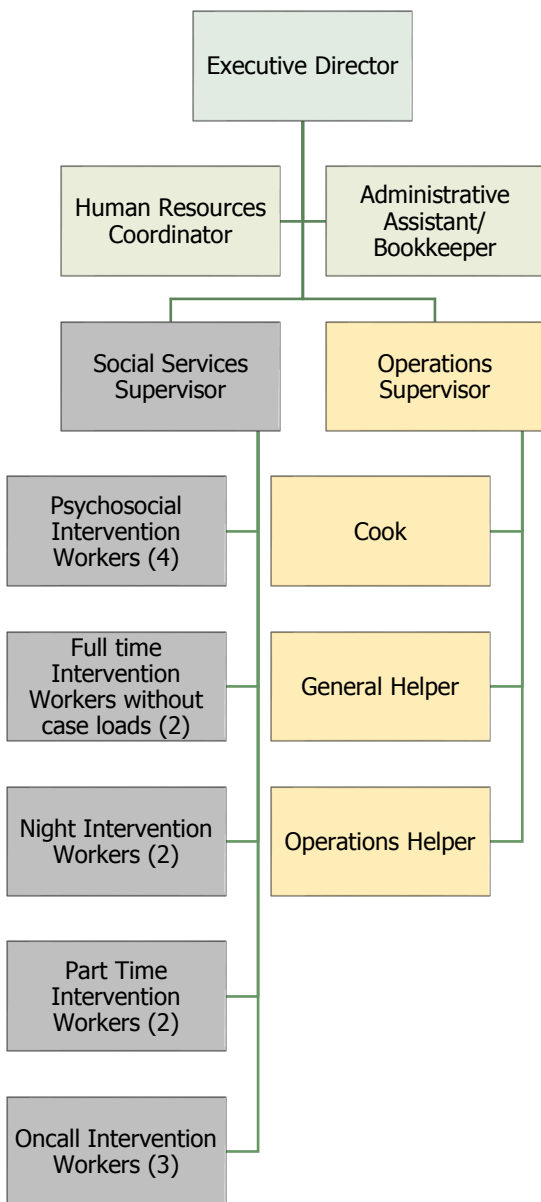 Executive Director
Human Resources
Coordinator
Administrative
Assistant/
Bookkeeper
Social Services
Supervisor
Operations
Supervisor
Psychosocial
Intervention
Workers (4)
Cook
Full time
Intervention
Workers without
case loads (2)
General Helper
Night Intervention
Workers (2)
Operations Helper
Part Time
Intervention
Workers (2)
Oncall Intervention
Workers (3)